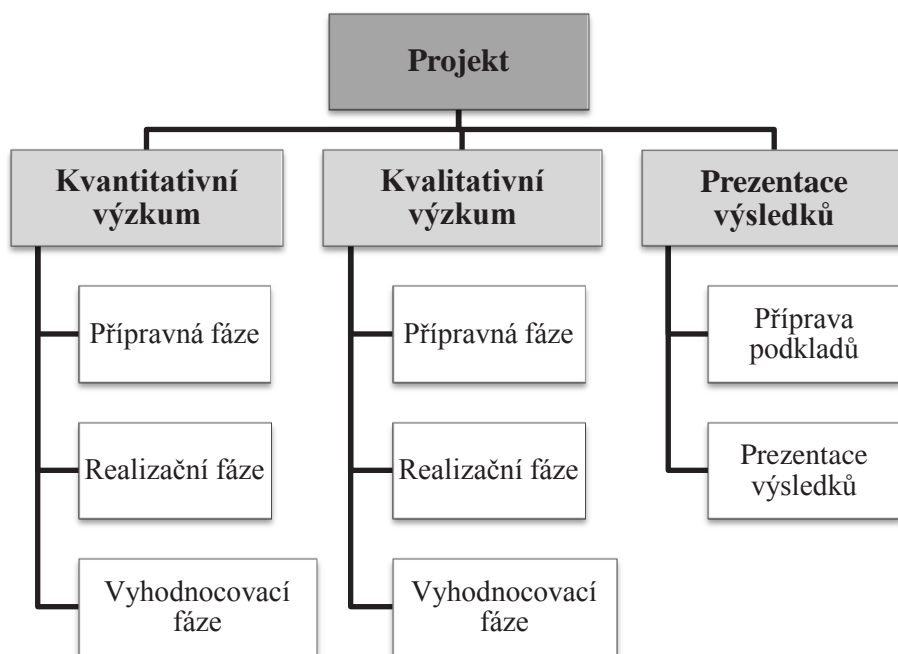 Projekt
Kvantitativní
výzkum
Přípravná fáze
Realizační fáze
Vyhodnocovací
fáze
Kvalitativní
výzkum
Přípravná fáze
Realizační fáze
Vyhodnocovací
fáze
Prezentace
výsledků
Příprava
podkladů
Prezentace
výsledků